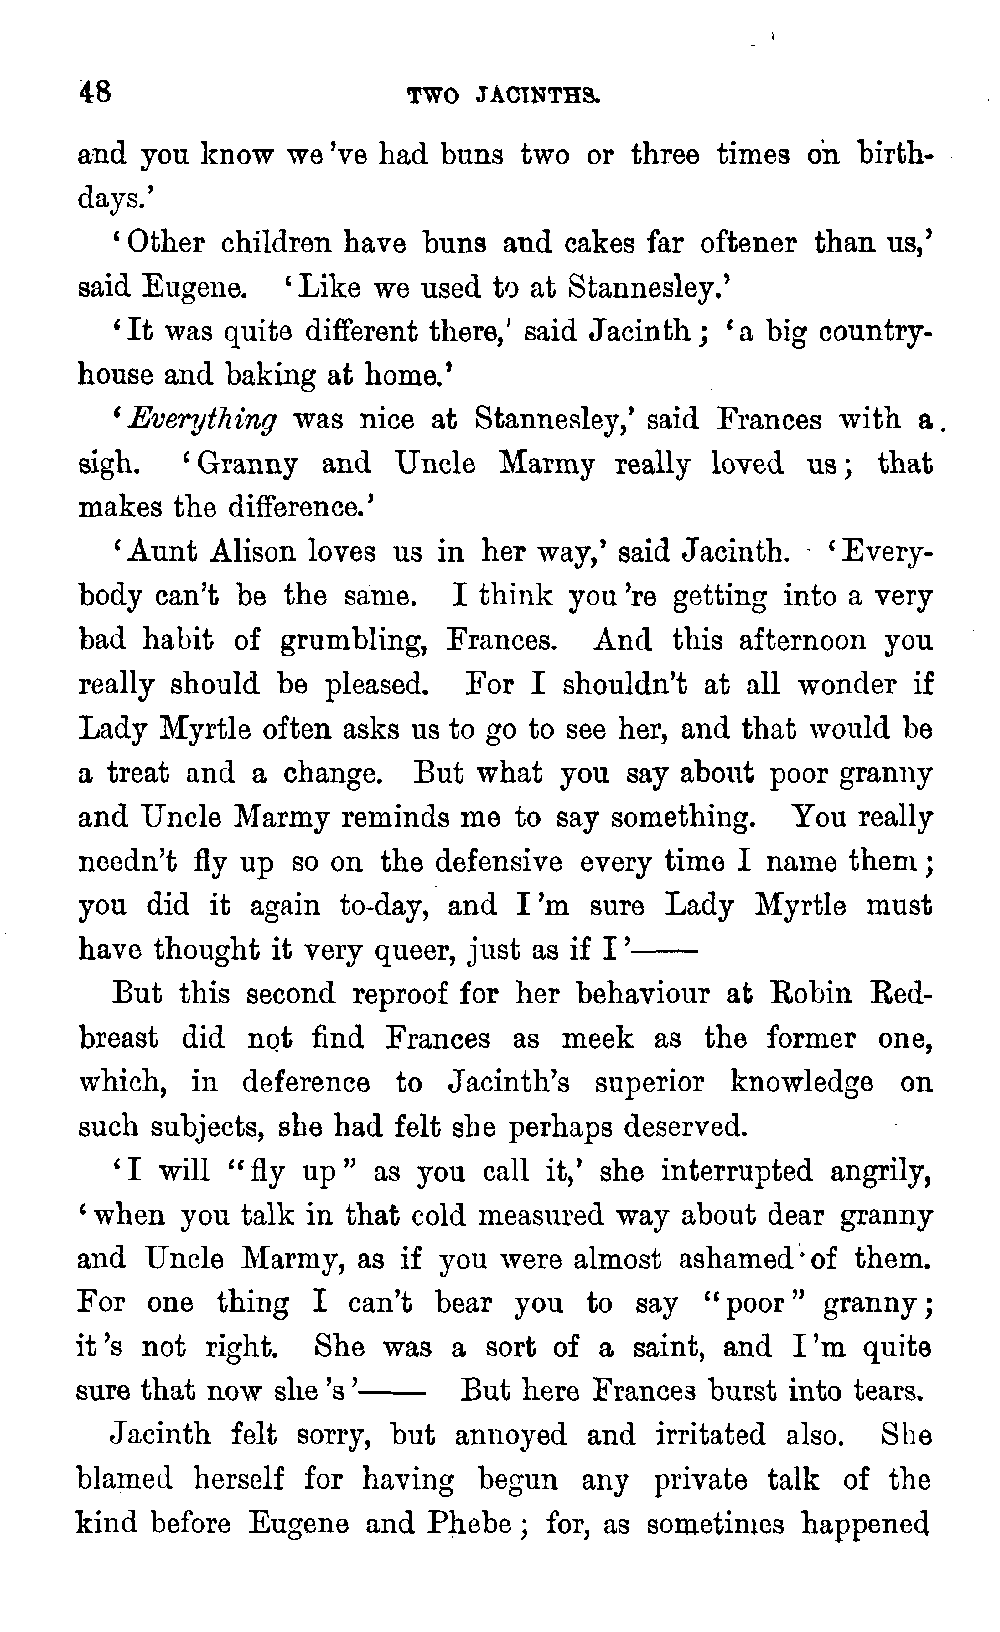 48 TWO JACINTHS.
and you know we 've had buns two or three times on birth-
days.'
'Other children have buns and cakes far oftener than us,'
said Eugene. 'Like we used to at Stannesley.'
'It was quite different there,' said Jacinth; 'a big country-
house and baking at home.'
'Everything was nice at Stannesley,' said Frances with a
sigh. 'Granny and Uncle Marmy really loved us; that
makes the difference.'
'Aunt Alison loves us in her way,' said Jacinth. 'Every-
body can't be the same. I think you 're getting into a very
bad habit of grumbling, Frances. And this afternoon you
really should be pleased. For I shouldn't at all wonder if
Lady Myrtle often asks us to go to see her, and that would be
a treat and a change. But what you say about poor granny
and Uncle Marmy reminds me to say something. You really
needn't fly up so on the defensive every time I name them;
you did it again to-day, and I 'm sure Lady Myrtle must
have thought it very queer, just as if I'——
But this second reproof for her behaviour at Robin Red-
breast did not find Frances as meek as the former one,
which, in deference to Jacinth's superior knowledge on
such subjects, she had felt she perhaps deserved.
'I will "fly up" as you call it,' she interrupted angrily,
'when you talk in that cold measured way about dear granny
and Uncle Marmy, as if you were almost ashamed of them.
For one thing I can't bear you to say "poor" granny;
it 's not right. She was a sort of a saint, and I 'm quite
sure that now she 's'—— But here Frances burst into tears.
Jacinth felt sorry, but annoyed and irritated also. She
blamed herself for having begun any private talk of the
kind before Eugene and Phebe; for, as sometimes happened